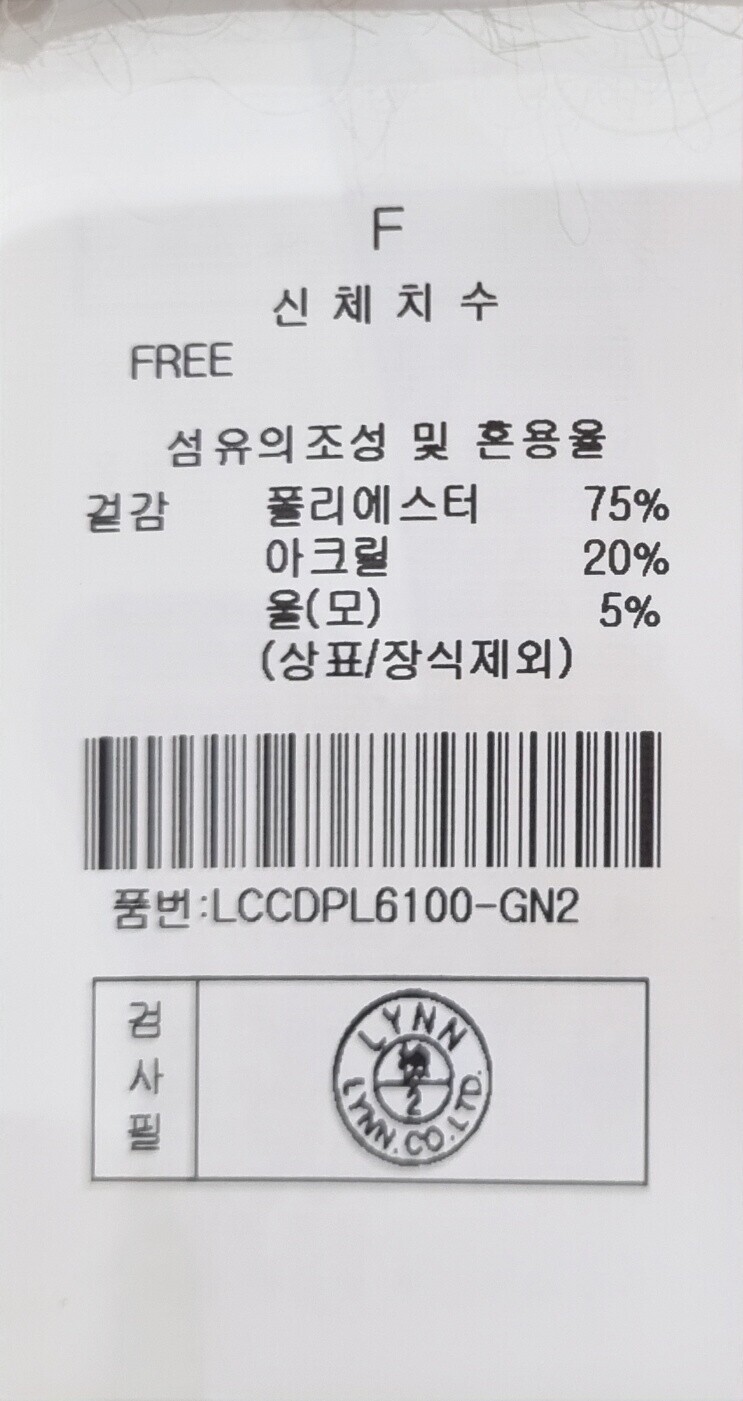 F
신체치수
FREE
섬유의조성 및 혼용율
겉감 폴리에스터 75%
아크릴 20%
울(모) 5%
(상표/장식제외)
품번:LCCDPL6100-GN2
검사필
LYNN
2
LYNN.CO.LTD.